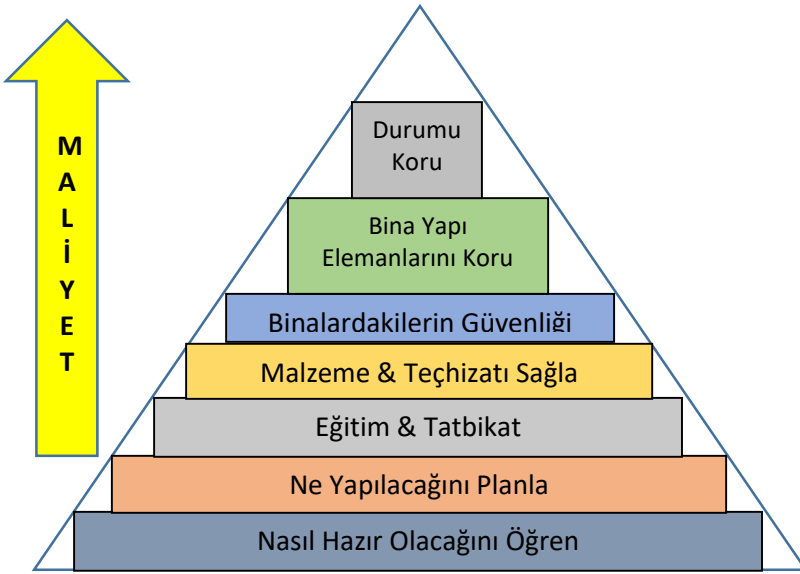 MALİYET
Durumu
Koru
Bina Yapı
Elemanlarını Koru
Binalardakilerin Güvenliği
Malzeme & Teçhizatı Sağla
Eğitim & Tatbikat
Ne Yapılacağını Planla
Nasıl Hazır Olacağını Öğren